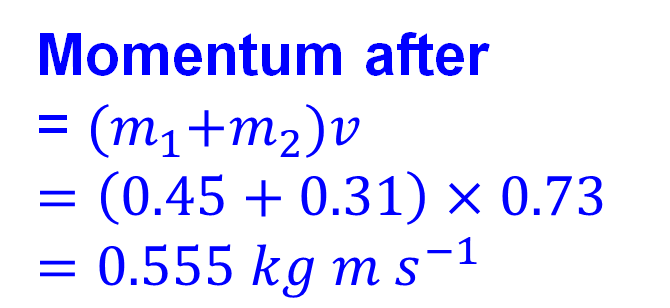 Momentum after
= (m₁+m₂)v
= (0.45 + 0.31) × 0.73
= 0.555 kg m s⁻¹